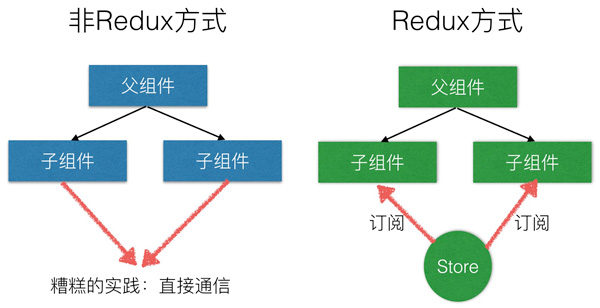 非Redux方式
Redux方式
父组件
父组件
子组件
子组件
子组件
子组件
订阅
订阅
Store
糟糕的实践：直接通信